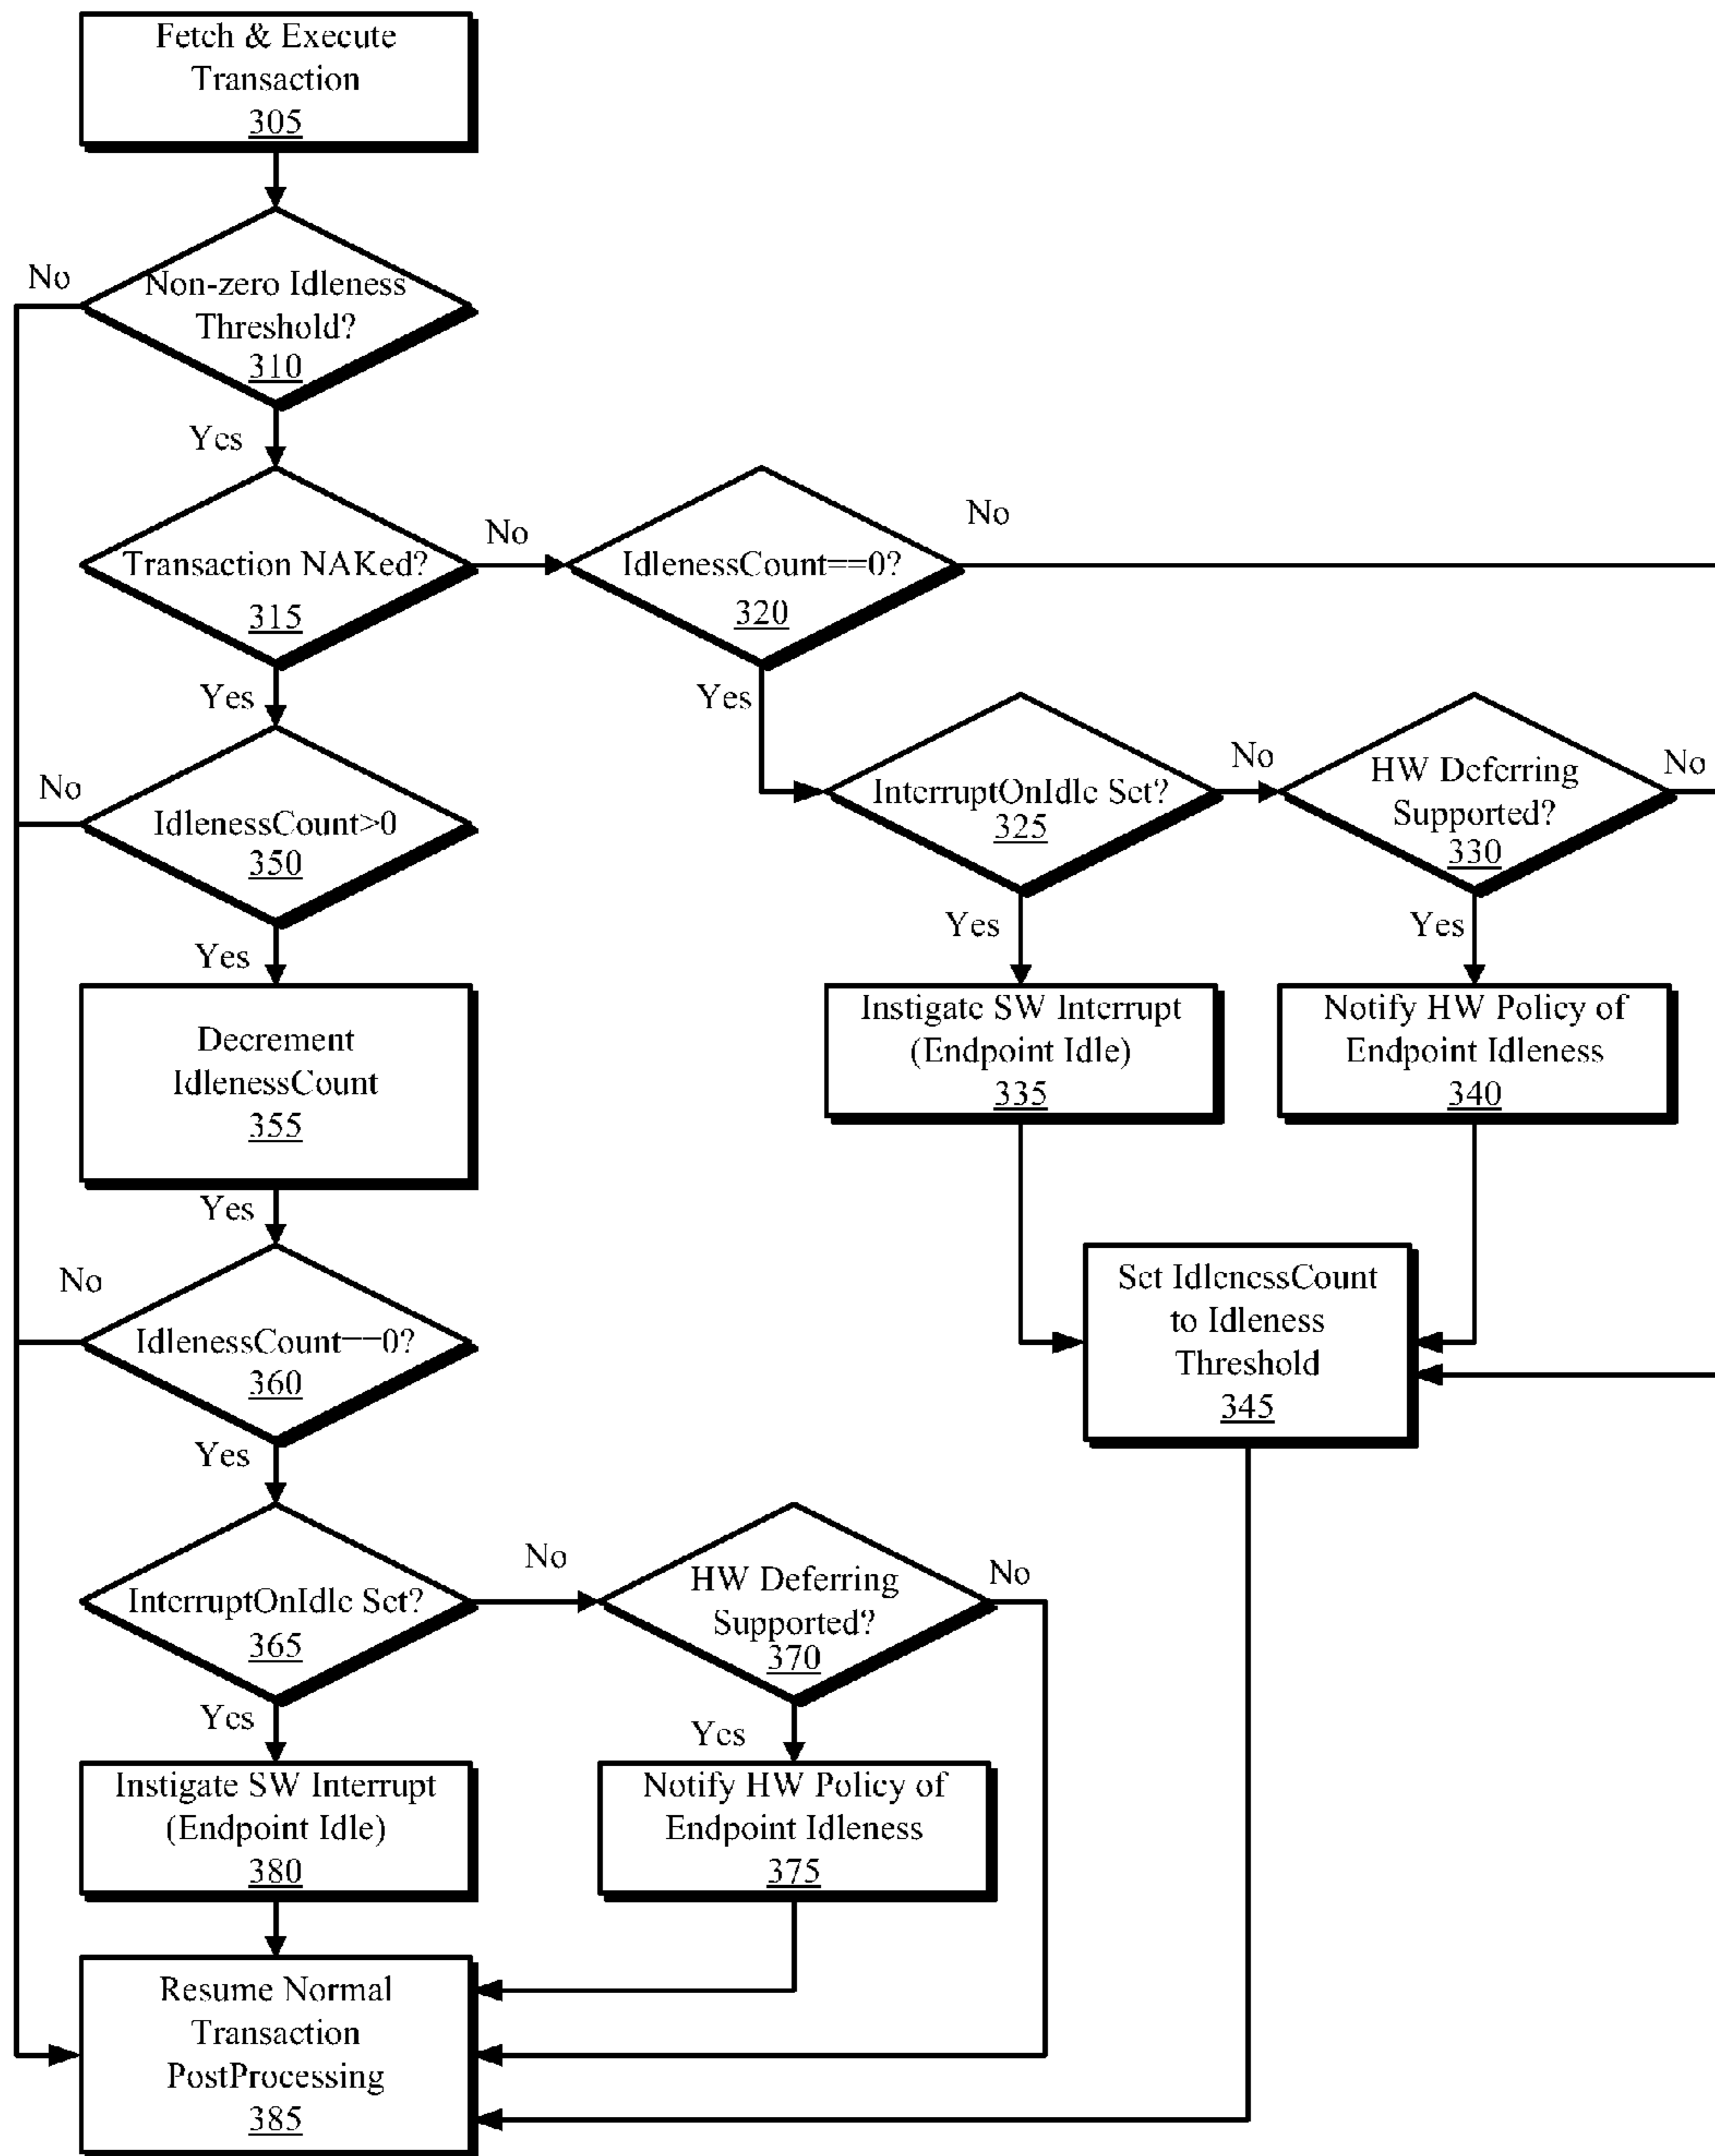 Fetch & Execute
Transaction
305
No
Non-zero Idleness
Threshold?
310
Yes
Transaction NAKed?
315
No
IdlenessCount==0?
320
No
Yes
Yes
No
IdlenessCount>0
350
InterruptOnIdle Set?
325
No
HW Deferring
Supported?
330
No
Yes
Yes
Yes
Decrement
IdlenessCount
355
Instigate SW Interrupt
(Endpoint Idle)
335
Notify HW Policy of
Endpoint Idleness
340
Yes
No
IdlenessCount==0?
360
Set IdlenessCount
to Idleness
Threshold
345
Yes
InterruptOnIdle Set?
365
No
HW Deferring
Supported?
370
No
Yes
Yes
Instigate SW Interrupt
(Endpoint Idle)
380
Notify HW Policy of
Endpoint Idleness
375
Resume Normal
Transaction
PostProcessing
385